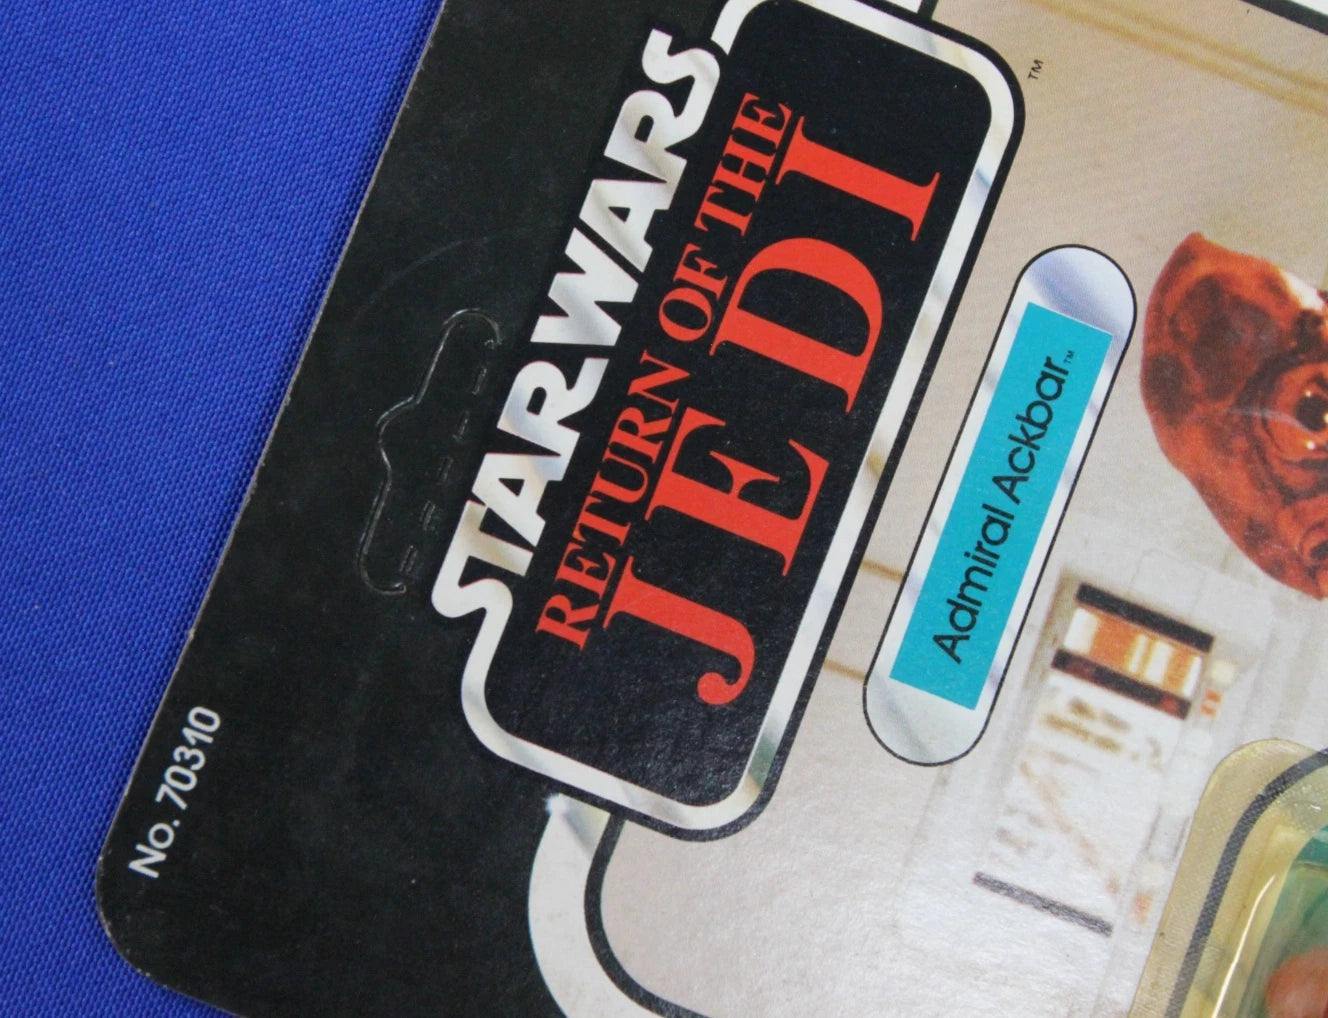 No. 70310
STAR WARS
RETURN OF THE
JEDI
TM
Admiral Ackbar™